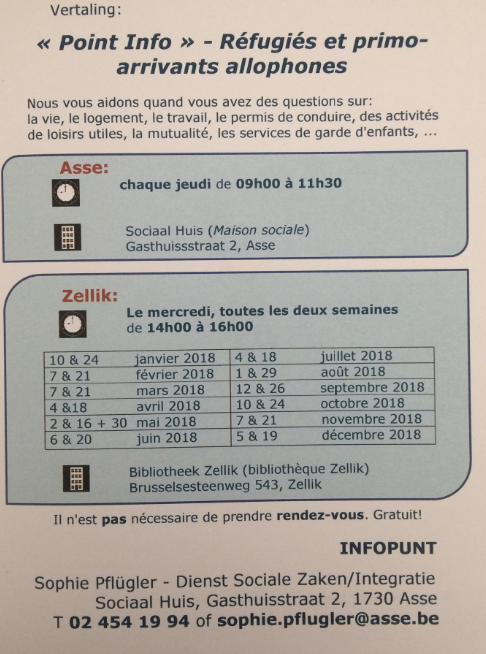 Vertaling:
« Point Info » - Réfugiés et primo-
arrivants allophones
Nous vous aidons quand vous avez des questions sur:
la vie, le logement, le travail, le permis de conduire, des activités
de loisirs utiles, la mutualité, les services de garde d'enfants, ...
Asse:
chaque jeudi de 09h00 à 11h30
Sociaal Huis (Maison sociale)
Gasthuissstraat 2, Asse
Zellik:
Le mercredi, toutes les deux semaines
de 14h00 à 16h00
10 & 24 janvier 2018 4 & 18 juillet 2018
7 & 21 février 2018 1 & 29 août 2018
7 & 21 mars 2018 12 & 26 septembre 2018
4 &18 avril 2018 10 & 24 octobre 2018
2 & 16 + 30 mai 2018 7 & 21 novembre 2018
6 & 20 juin 2018 5 & 19 décembre 2018
Bibliotheek Zellik (bibliothèque Zellik)
Brusselsesteenweg 543, Zellik
Il n'est pas nécessaire de prendre rendez-vous. Gratuit!
INFOPUNT
Sophie Pflügler - Dienst Sociale Zaken/Integratie
Sociaal Huis, Gasthuisstraat 2, 1730 Asse
T 02 454 19 94 of sophie.pflugler@asse.be